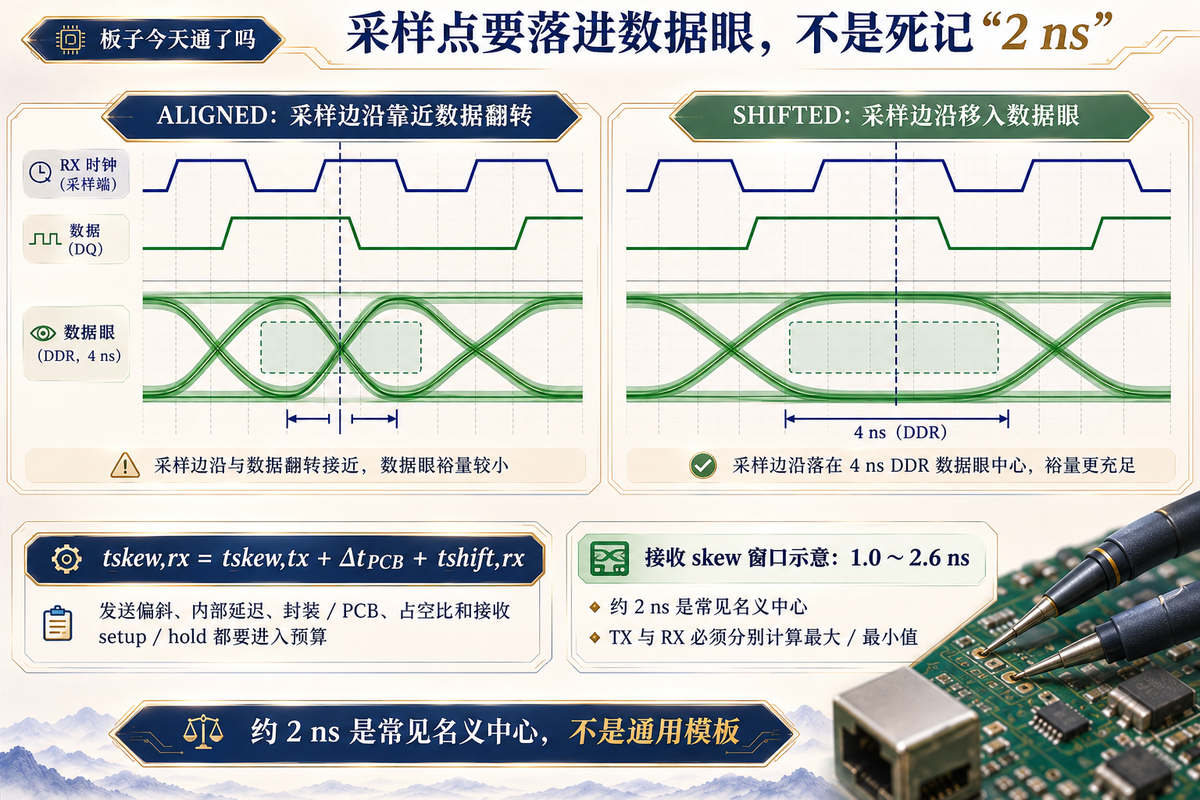 板子今天通了吗
采样点要落进数据眼，不是死记“2 ns”
ALIGNED：采样边沿靠近数据翻转
SHIFTED：采样边沿移入数据眼
RX 时钟
（采样端）
数据
（DQ）
数据眼
（DDR，4 ns）
4 ns（DDR）
采样边沿与数据翻转接近，数据眼裕量较小
采样边沿落在 4 ns DDR 数据眼中心，裕量更充足
tskew,rx = tskew,tx + ΔtPCB + tshift,rx
发送偏斜、内部延迟、封装 / PCB、占空比和接收
setup / hold 都要进入预算
接收 skew 窗口示意：1.0 ～ 2.6 ns
约 2 ns 是常见名义中心
TX 与 RX 必须分别计算最大 / 最小值
约 2 ns 是常见名义中心，不是通用模板